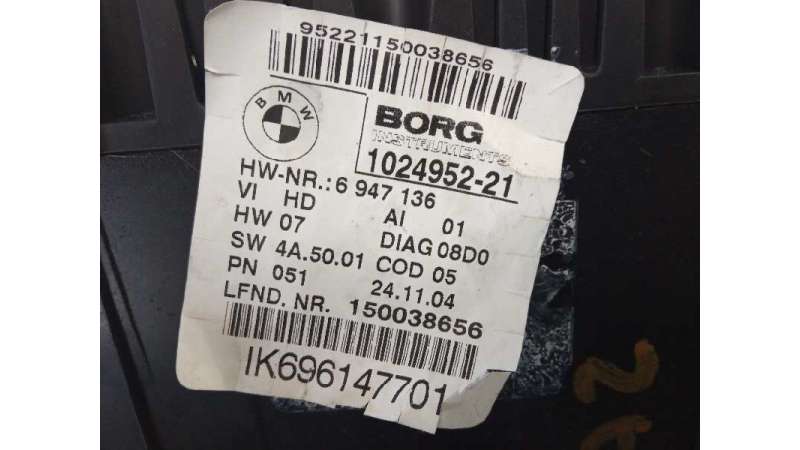 95221150038656
BMW
BORG
INSTRUMENTS
1024952-21
HW-NR.:6 947 136
VI HD AI 01
HW 07 DIAG 08D0
SW 4A.50.01 COD 05
PN 051 24.11.04
LFND. NR. 150038656
IK696147701